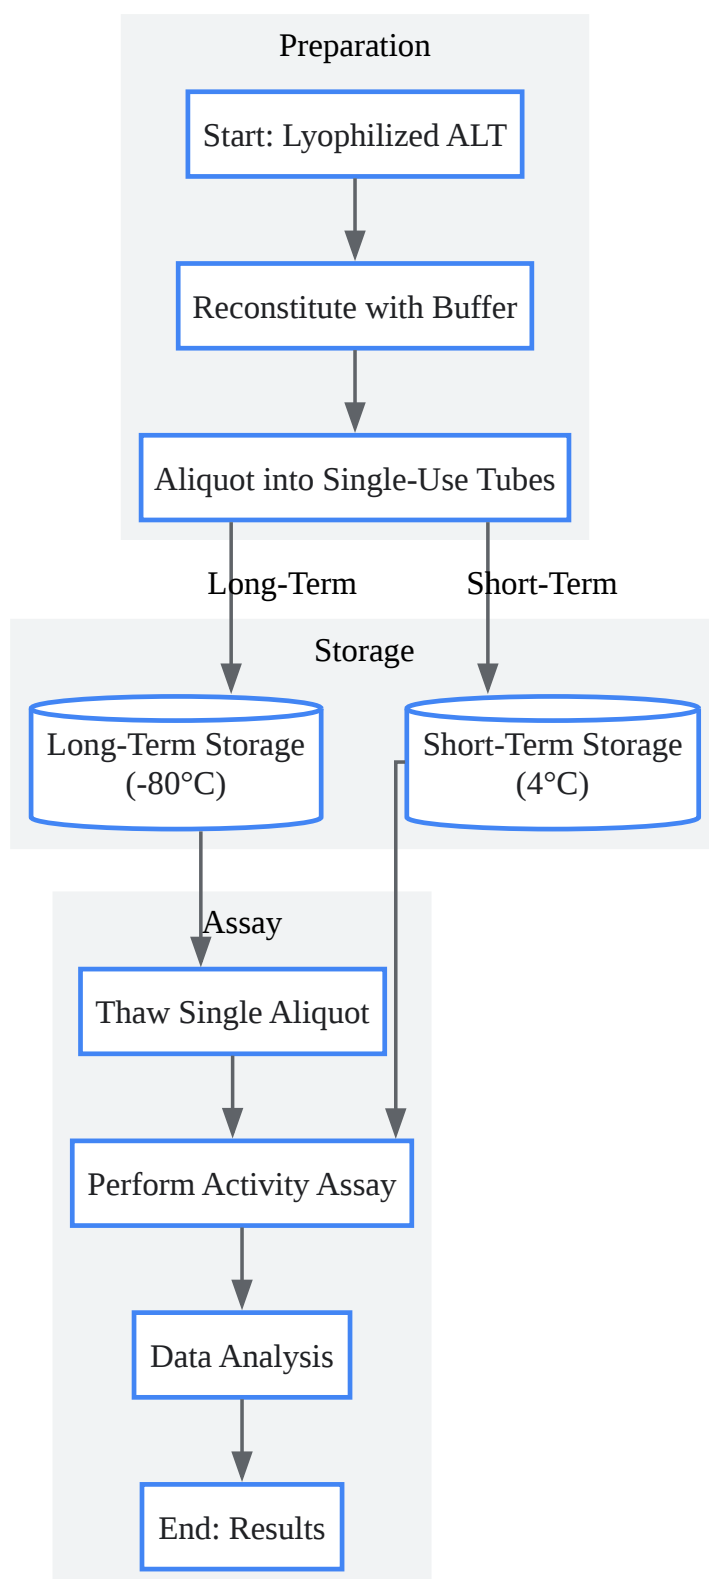 Preparation
Start: Lyophilized ALT
Reconstitute with Buffer
Aliquot into Single-Use Tubes
Long-Term
Short-Term
Storage
Long-Term Storage
(-80°C)
Short-Term Storage
(4°C)
Assay
Thaw Single Aliquot
Perform Activity Assay
Data Analysis
End: Results